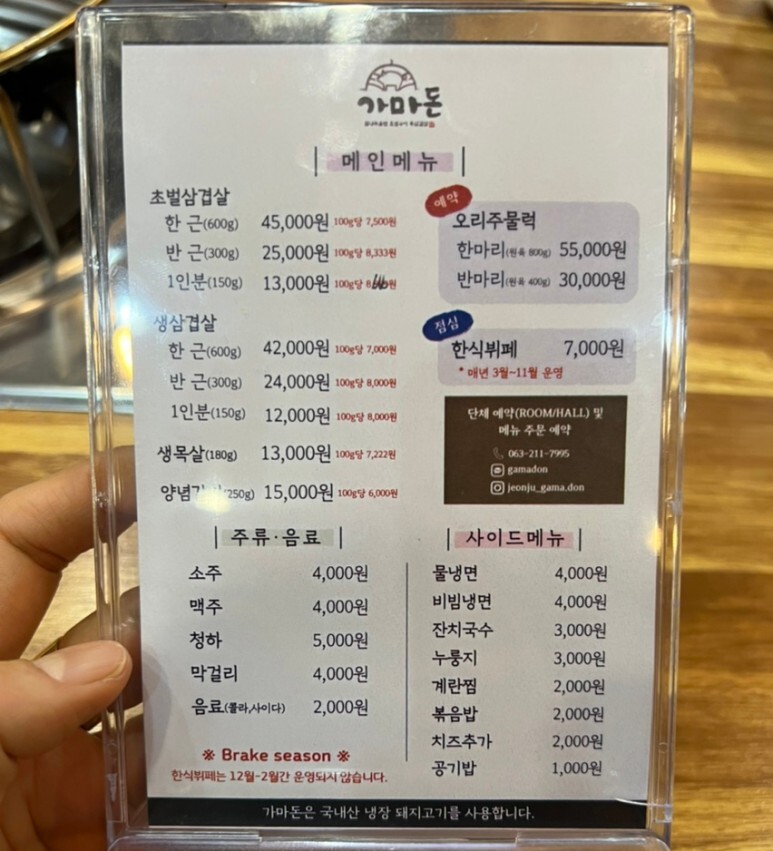 가마돈
메인메뉴
초벌삼겹살
한 근(600g) 45,000원 100g당 7,500원
반 근(300g) 25,000원 100g당 8,333원
1인분(150g) 13,000원
생삼겹살
한 근(600g) 42,000원 100g당 7,000원
반 근(300g) 24,000원 100g당 8,000원
1인분(150g) 12,000원 100g당 8,000원
생목살(180g) 13,000원 100g당 7,222원
(250g) 15,000원 100g당 6,000원
예약
오리주물럭
한마리(원육 800g) 55,000원
반마리(원육 400g) 30,000원
점심
한식뷔페 7,000원
* 매년 3월~11월 운영
단체 예약(ROOM/HALL) 및
메뉴 주문 예약
063-211-7995
gamadon
jeonju_gama.don
주류·음료
소주 4,000원
맥주 4,000원
청하 5,000원
막걸리 4,000원
음료(콜라,사이다) 2,000원
※ Brake season ※
한식뷔페는 12월~2월간 운영되지 않습니다.
사이드메뉴
물냉면 4,000원
비빔냉면 4,000원
잔치국수 3,000원
누룽지 3,000원
계란찜 2,000원
볶음밥 2,000원
치즈추가 2,000원
공기밥 1,000원
가마돈은 국내산 냉장 돼지고기를 사용합니다.